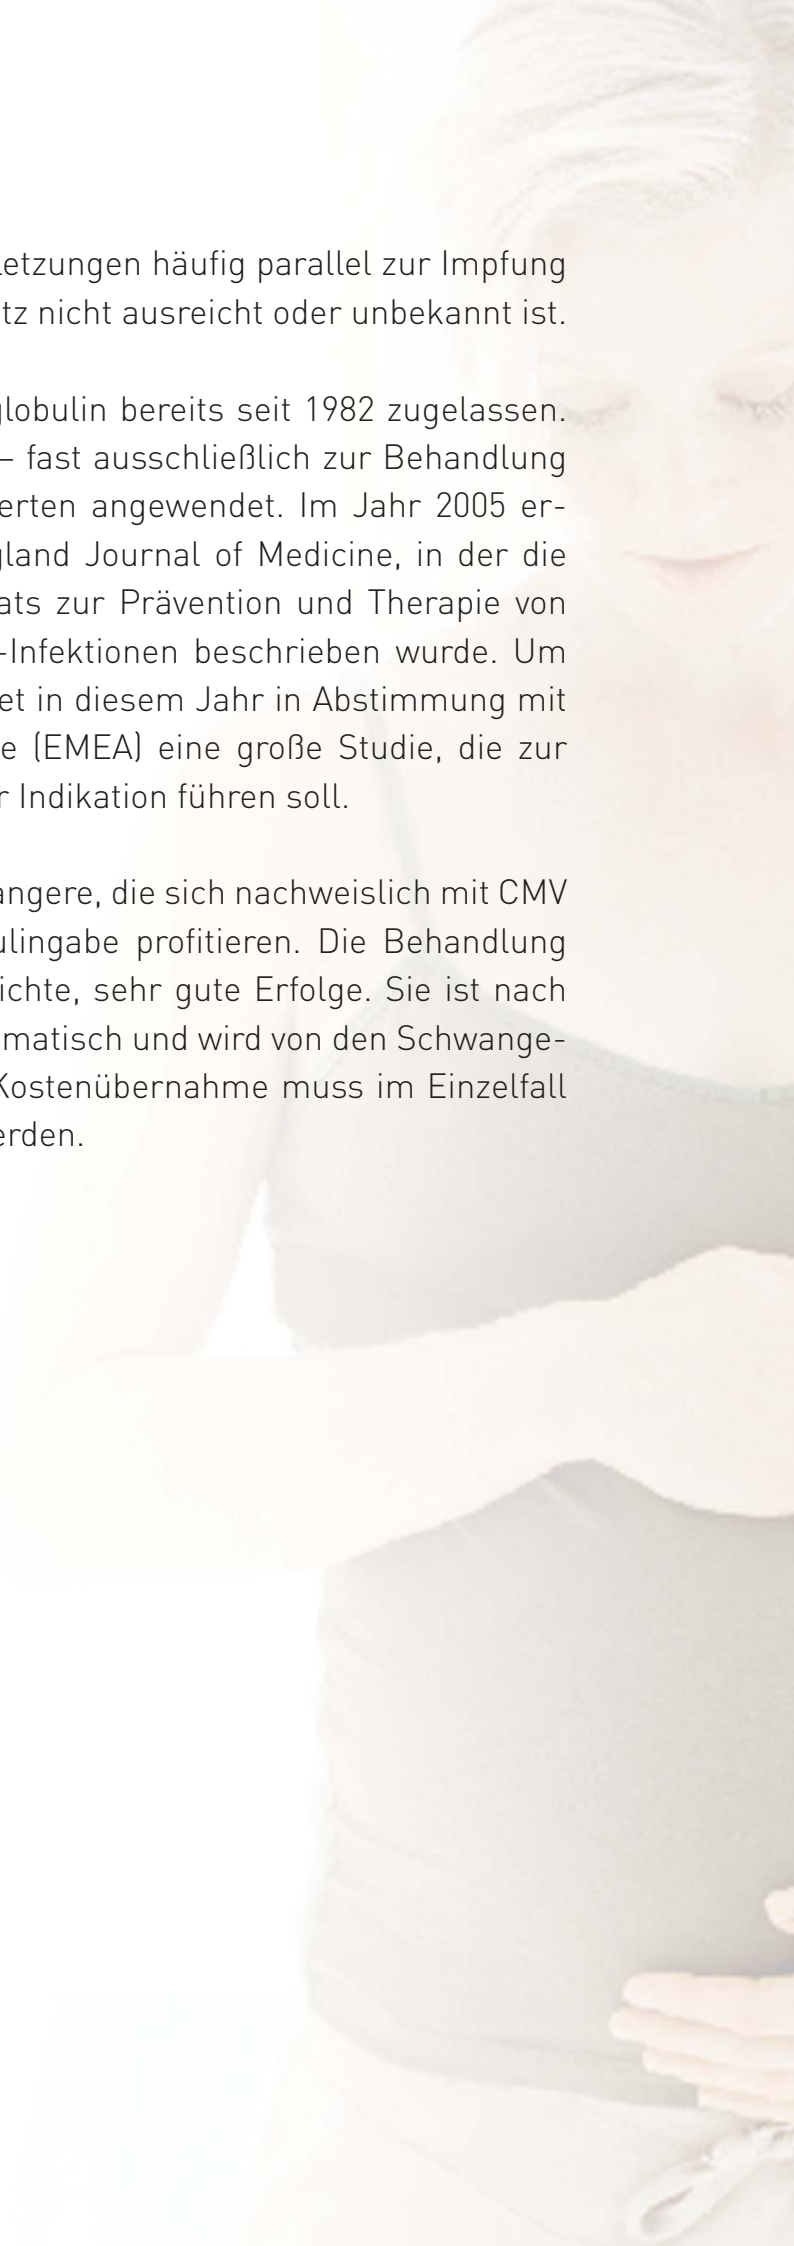 letzungen häufig parallel zur Impfung
tz nicht ausreicht oder unbekannt ist.
globulin bereits seit 1982 zugelassen.
– fast ausschließlich zur Behandlung
erten angewendet. Im Jahr 2005 er-
gland Journal of Medicine, in der die
ats zur Prävention und Therapie von
-Infektionen beschrieben wurde. Um
et in diesem Jahr in Abstimmung mit
e (EMEA) eine große Studie, die zur
r Indikation führen soll.
angere, die sich nachweislich mit CMV
ulingabe profitieren. Die Behandlung
ichte, sehr gute Erfolge. Sie ist nach
matisch und wird von den Schwange-
Kostenübernahme muss im Einzelfall
erden.